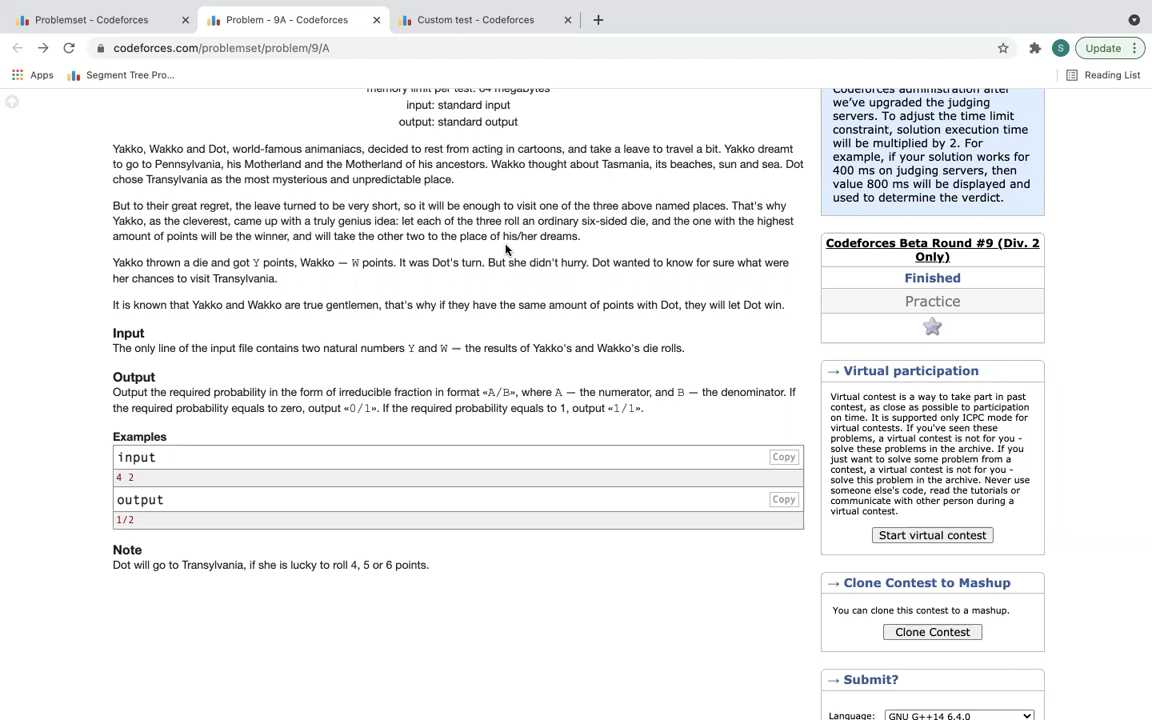 Problemset - Codeforces
Problem - 9A - Codeforces
Custom test - Codeforces
codeforces.com/problemset/problem/9/A
S
Update
Apps
Segment Tree Pro...
Reading List
memory limit per test: 64 megabytes
input: standard input
output: standard output
Yakko, Wakko and Dot, world-famous animaniacs, decided to rest from acting in cartoons, and take a leave to travel a bit. Yakko dreamt
to go to Pennsylvania, his Motherland and the Motherland of his ancestors. Wakko thought about Tasmania, its beaches, sun and sea. Dot
chose Transylvania as the most mysterious and unpredictable place.
But to their great regret, the leave turned to be very short, so it will be enough to visit one of the three above named places. That's why
Yakko, as the cleverest, came up with a truly genius idea: let each of the three roll an ordinary six-sided die, and the one with the highest
amount of points will be the winner, and will take the other two to the place of his/her dreams.
Yakko thrown a die and got Y points, Wakko — W points. It was Dot's turn. But she didn't hurry. Dot wanted to know for sure what were
her chances to visit Transylvania.
It is known that Yakko and Wakko are true gentlemen, that's why if they have the same amount of points with Dot, they will let Dot win.
Input
The only line of the input file contains two natural numbers Y and W — the results of Yakko's and Wakko's die rolls.
Output
Output the required probability in the form of irreducible fraction in format «A/B», where A — the numerator, and B — the denominator. If
the required probability equals to zero, output «0/1». If the required probability equals to 1, output «1/1».
Examples
input
Copy
4 2
output
Copy
1/2
Note
Dot will go to Transylvania, if she is lucky to roll 4, 5 or 6 points.
Codeforces administration after
we've upgraded the judging
servers. To adjust the time limit
constraint, solution execution time
will be multiplied by 2. For
example, if your solution works for
400 ms on judging servers, then
value 800 ms will be displayed and
used to determine the verdict.
Codeforces Beta Round #9 (Div. 2
Only)
Finished
Practice
→ Virtual participation
Virtual contest is a way to take part in past
contest, as close as possible to participation
on time. It is supported only ICPC mode for
virtual contests. If you've seen these
problems, a virtual contest is not for you -
solve these problems in the archive. If you
just want to solve some problem from a
contest, a virtual contest is not for you -
solve this problem in the archive. Never use
someone else's code, read the tutorials or
communicate with other person during a
virtual contest.
Start virtual contest
→ Clone Contest to Mashup
You can clone this contest to a mashup.
Clone Contest
→ Submit?
Language:
GNU G++14 6.4.0